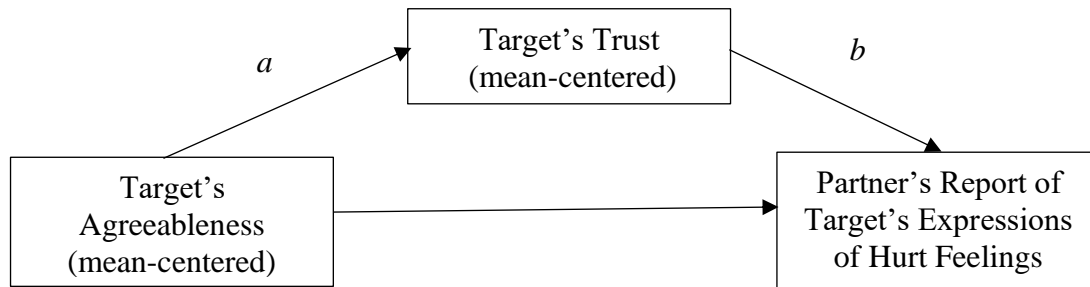 Target’s Trust
(mean-centered)
a
b
Target’s
Agreeableness
(mean-centered)
Partner’s Report of
Target’s Expressions
of Hurt Feelings